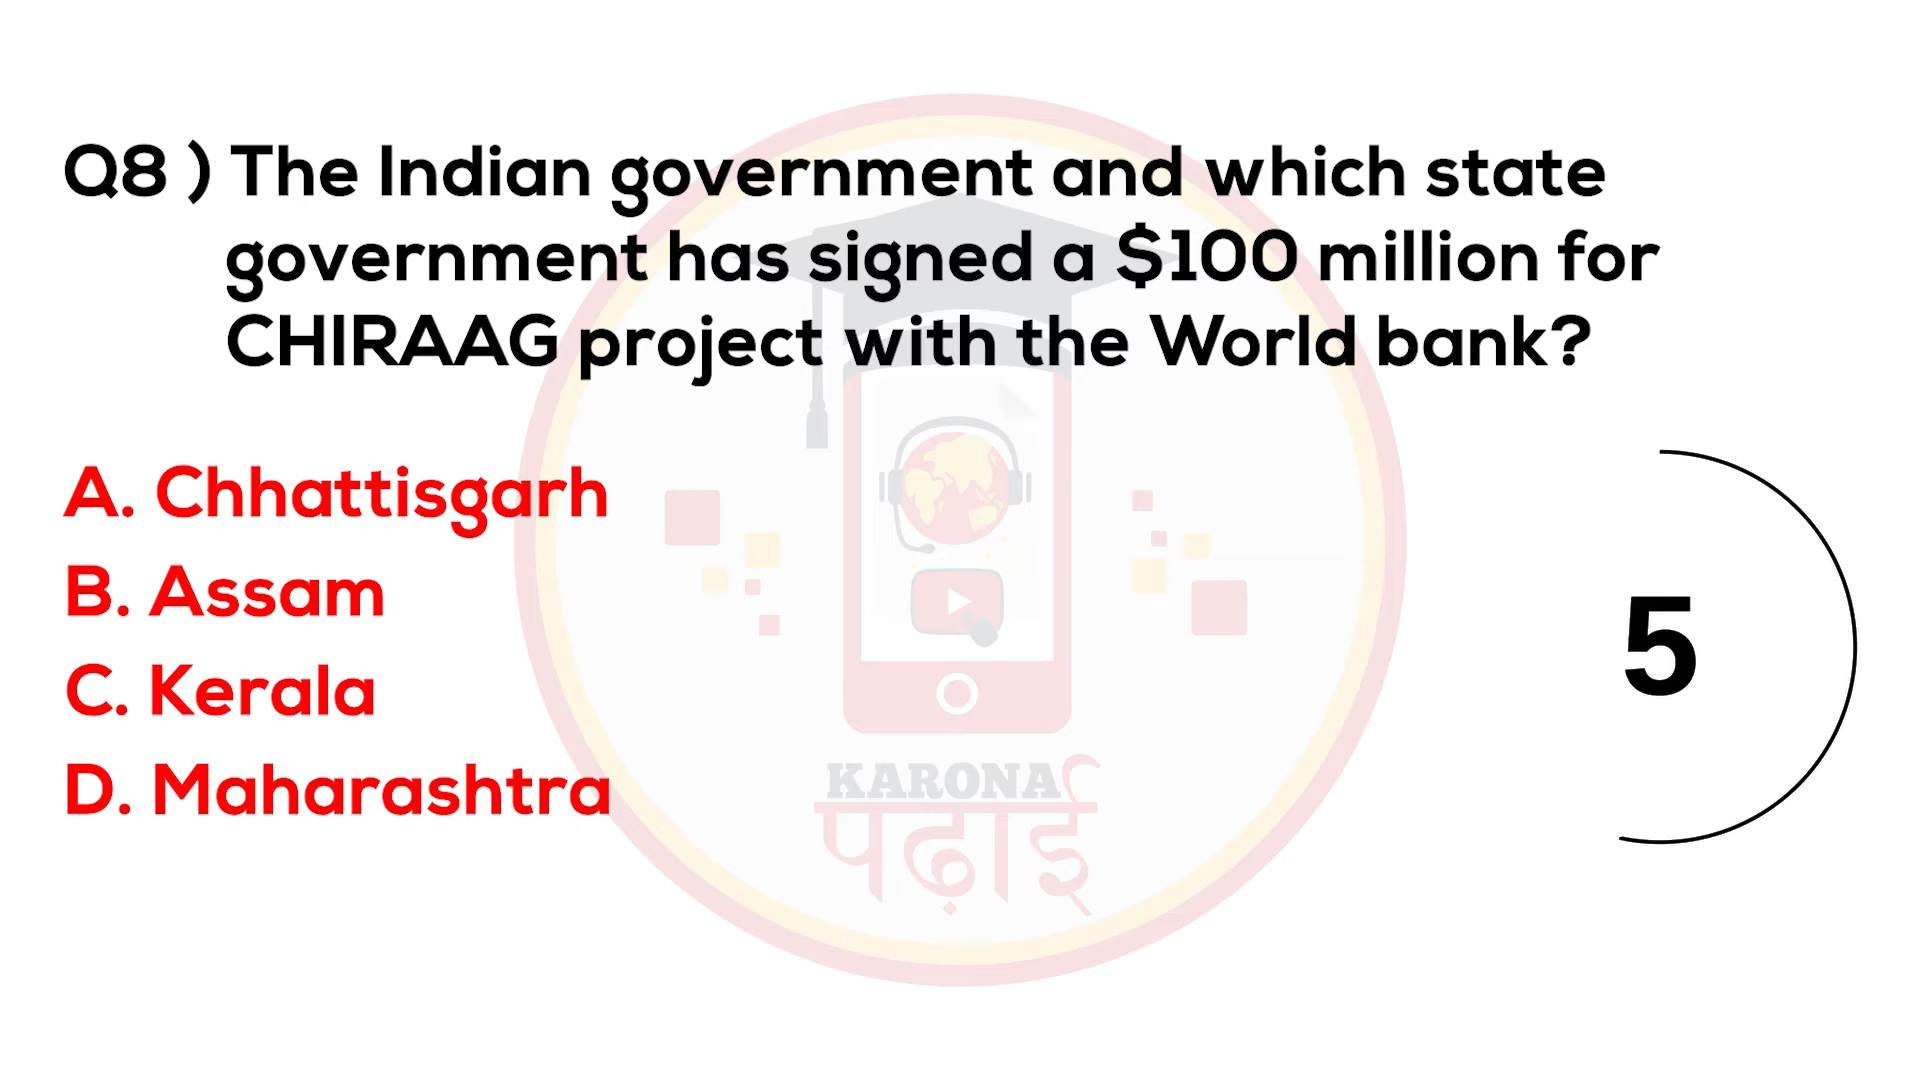 Q8 ) The Indian government and which state
government has signed a $100 million for
CHIRAAG project with the World bank?
A. Chhattisgarh
B. Assam
C. Kerala
D. Maharashtra
5
KARONA
पढ़ाई